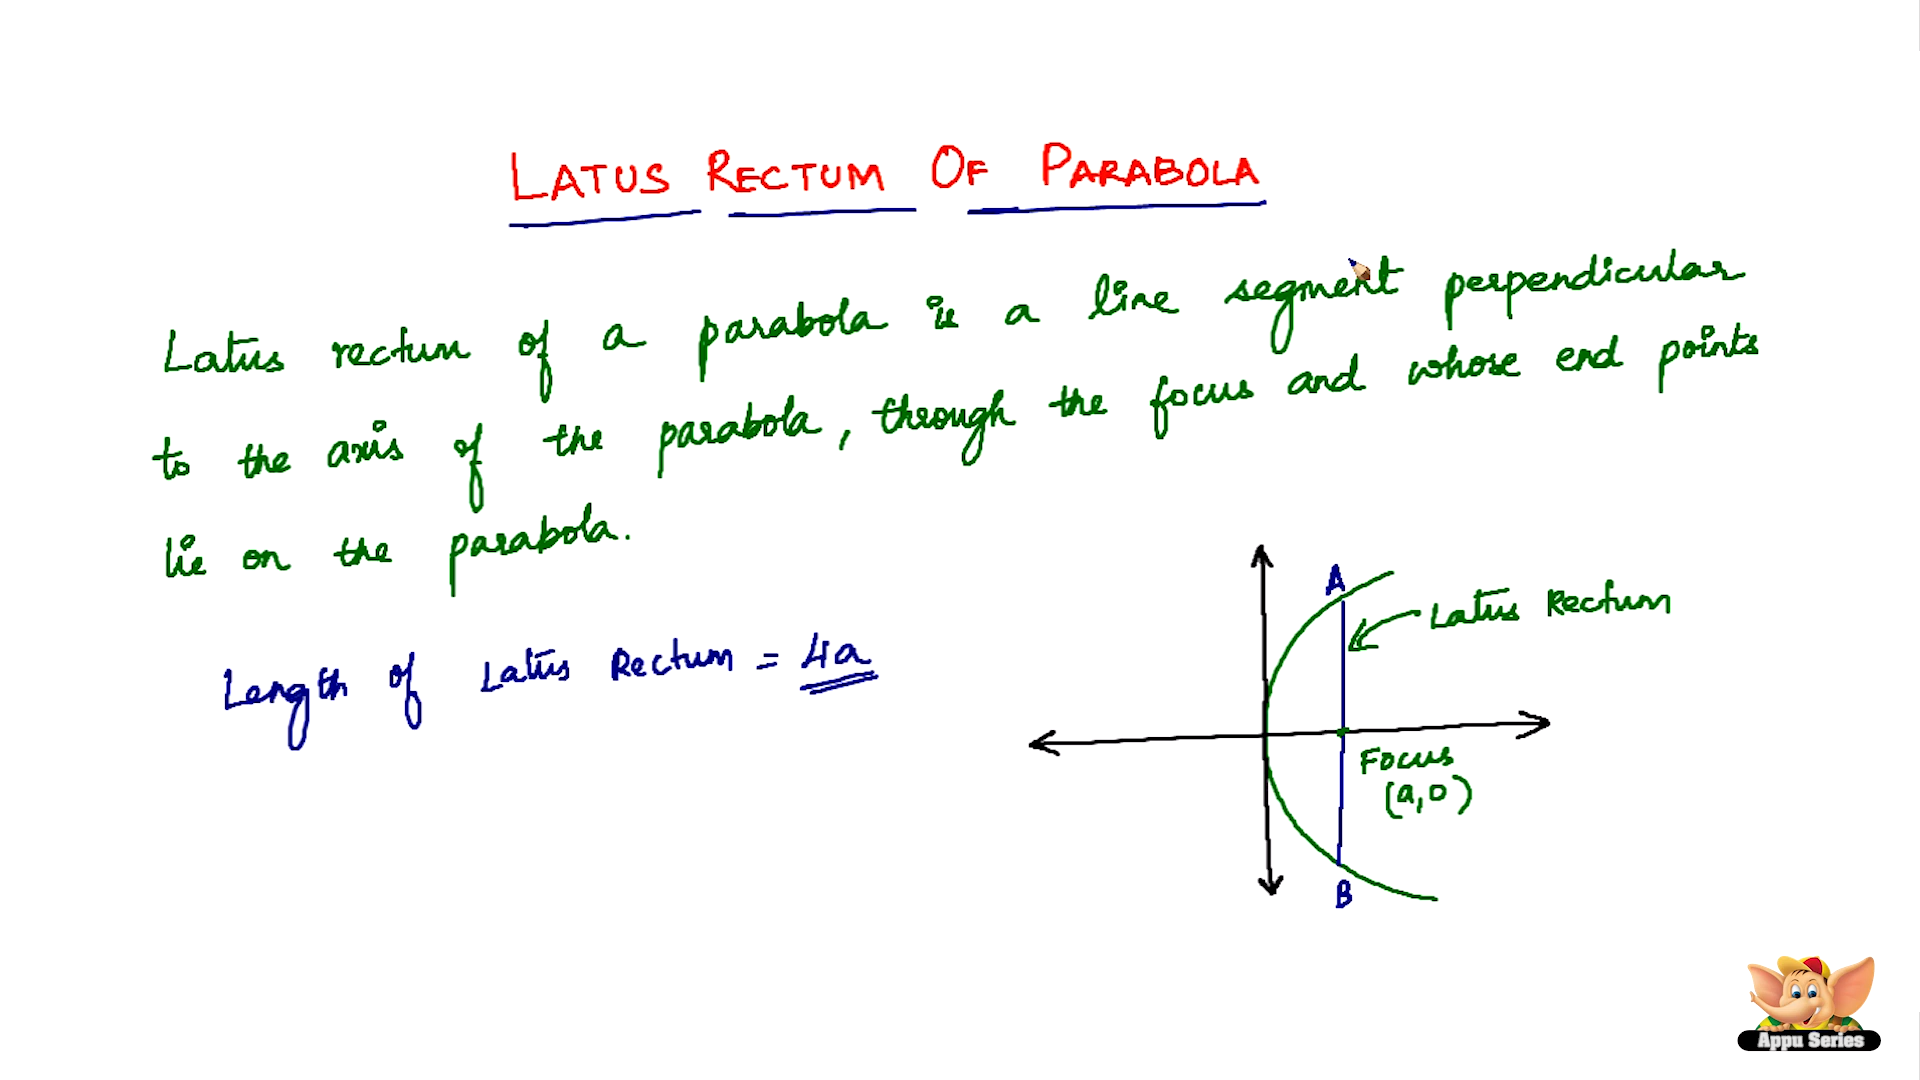 LATUS RECTUM OF PARABOLA
Latus rectum of a parabola is a line segment perpendicular
to the axis of the parabola, through the focus and whose end points
lie on the parabola.
Length of Latus Rectum = 4a
A
Latus Rectum
Focus
(a,0)
B
Appu Series